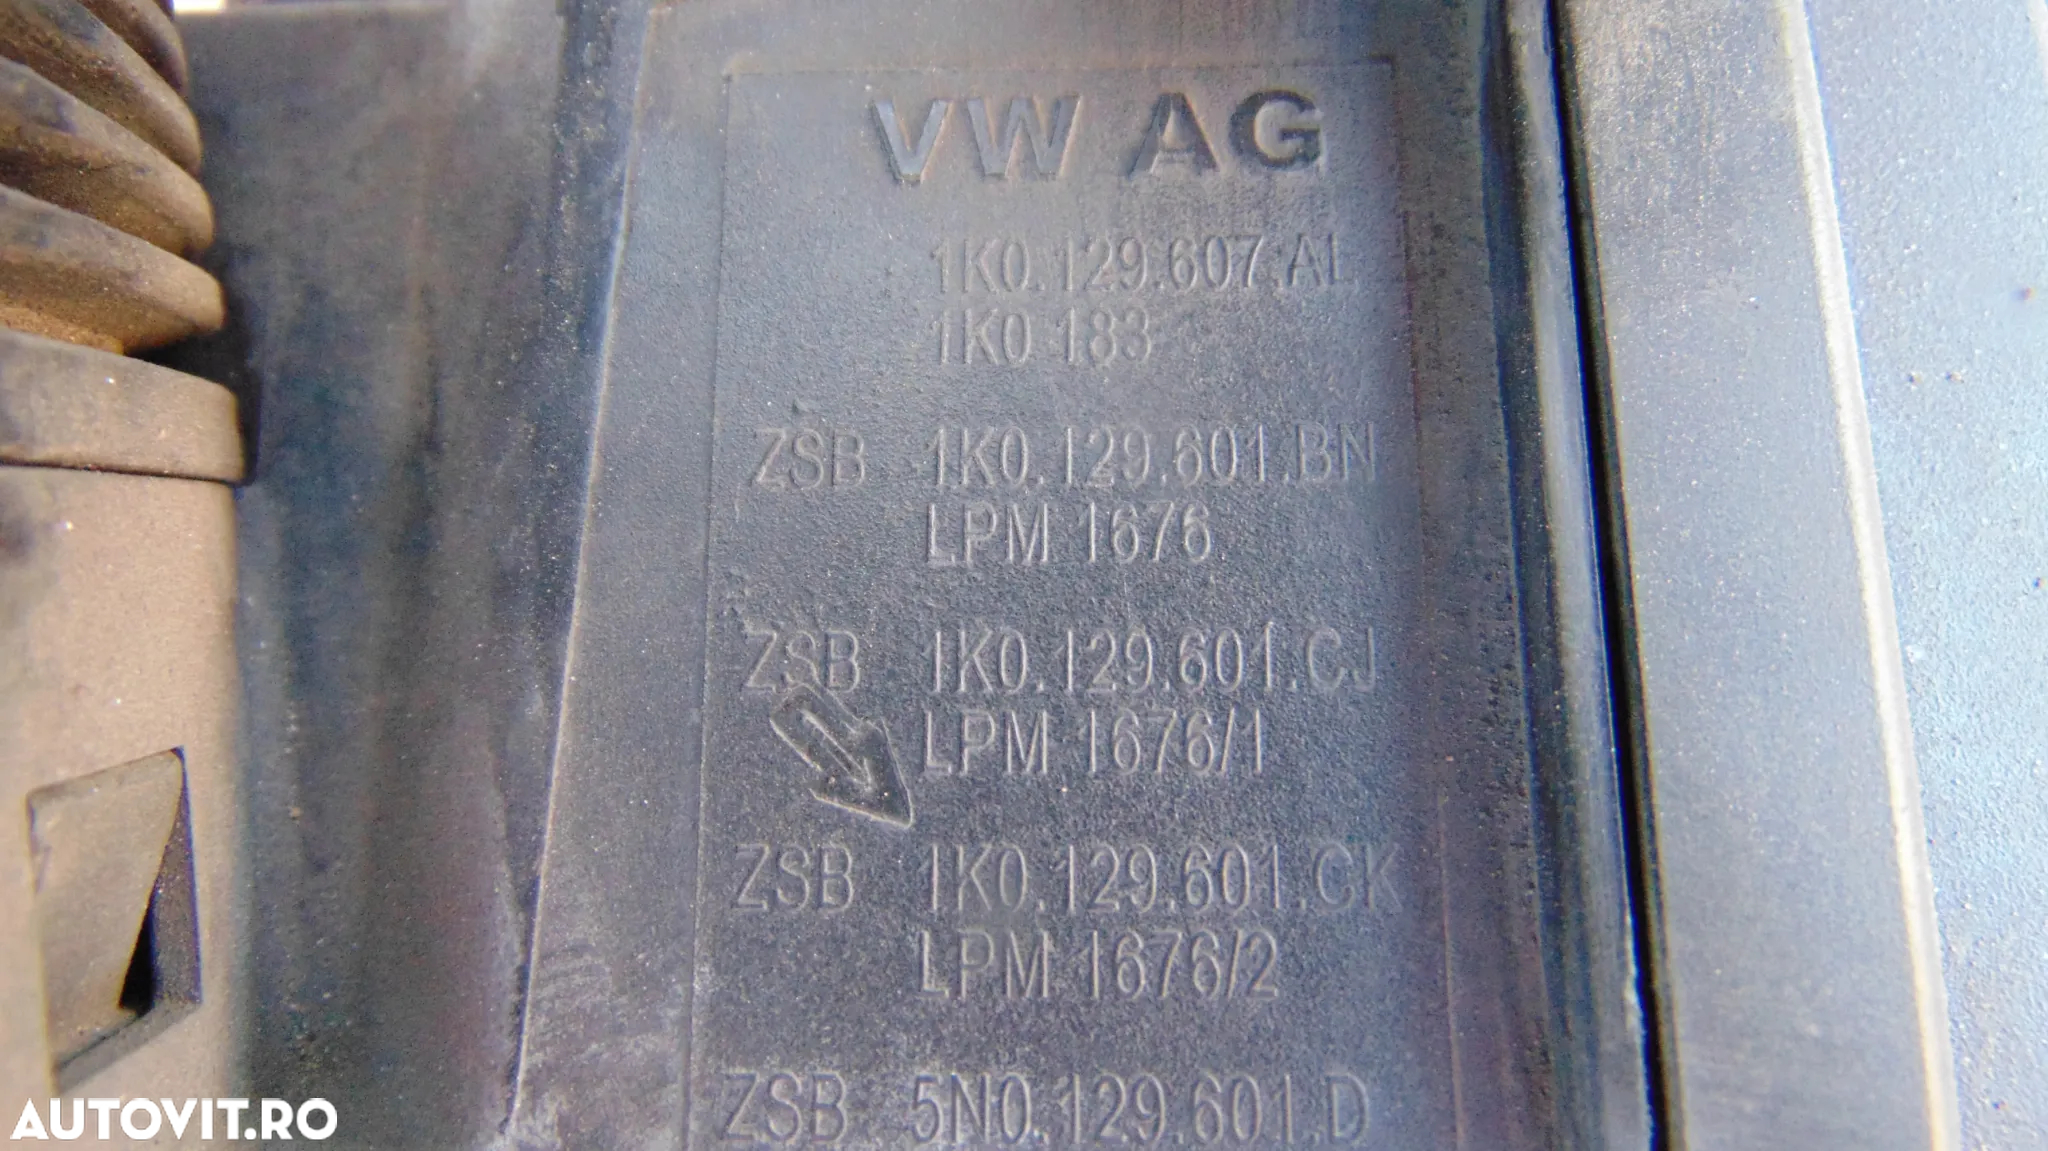 VW AG
1K0.129.607.AL
1K0 183
ZSB 1K0.129.601.BN
LPM 1676
ZSB 1K0.129.601.CJ
LPM 1676/1
ZSB 1K0.129.601.CK
LPM 1676/2
ZSB 5N0.129.601.D
AUTOVIT.RO